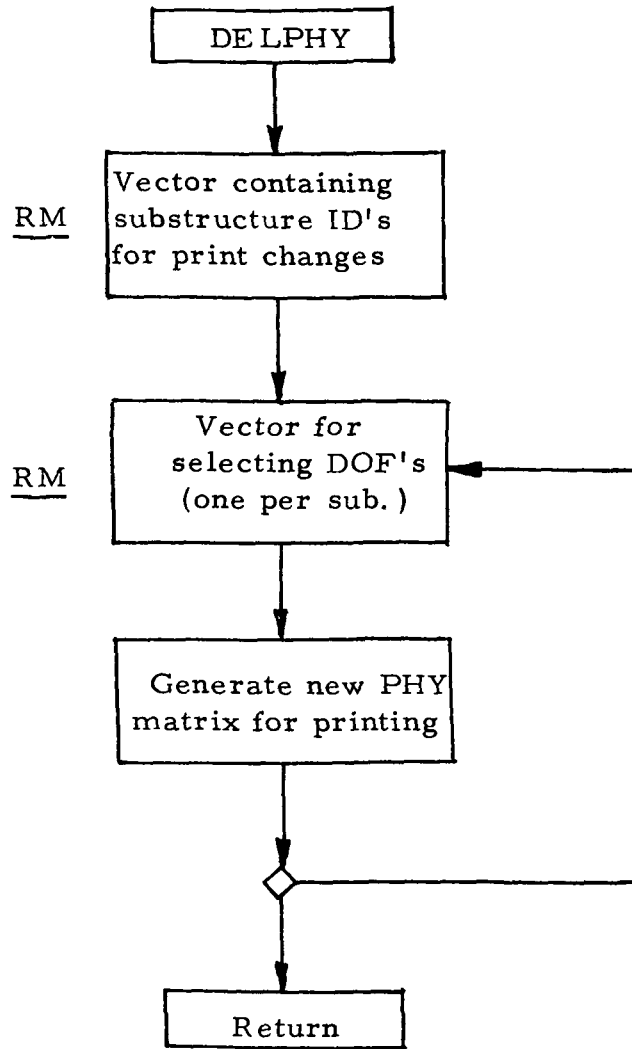 DELPHY
RM
Vector containing
substructure ID's
for print changes
RM
Vector for
selecting DOF's
(one per sub.)
Generate new PHY
matrix for printing
Return